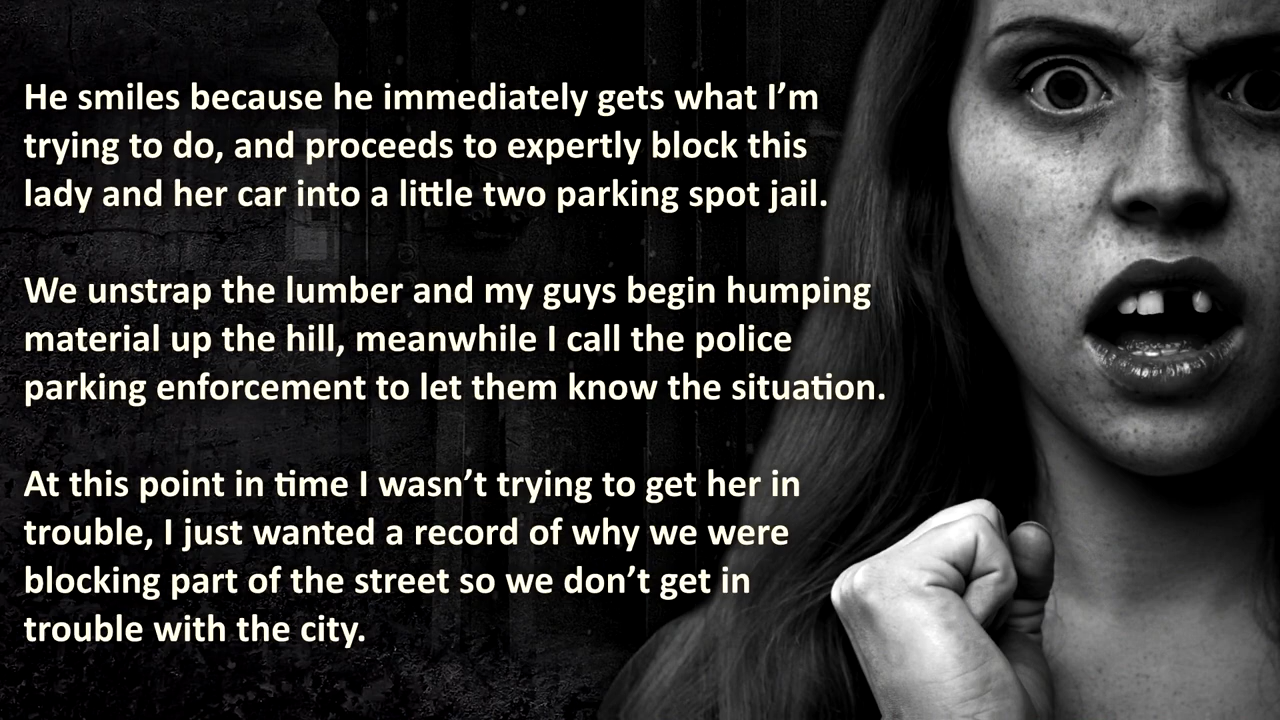 He smiles because he immediately gets what I’m
trying to do, and proceeds to expertly block this
lady and her car into a little two parking spot jail.
We unstrap the lumber and my guys begin humping
material up the hill, meanwhile I call the police
parking enforcement to let them know the situation.
At this point in time I wasn’t trying to get her in
trouble, I just wanted a record of why we were
blocking part of the street so we don’t get in
trouble with the city.